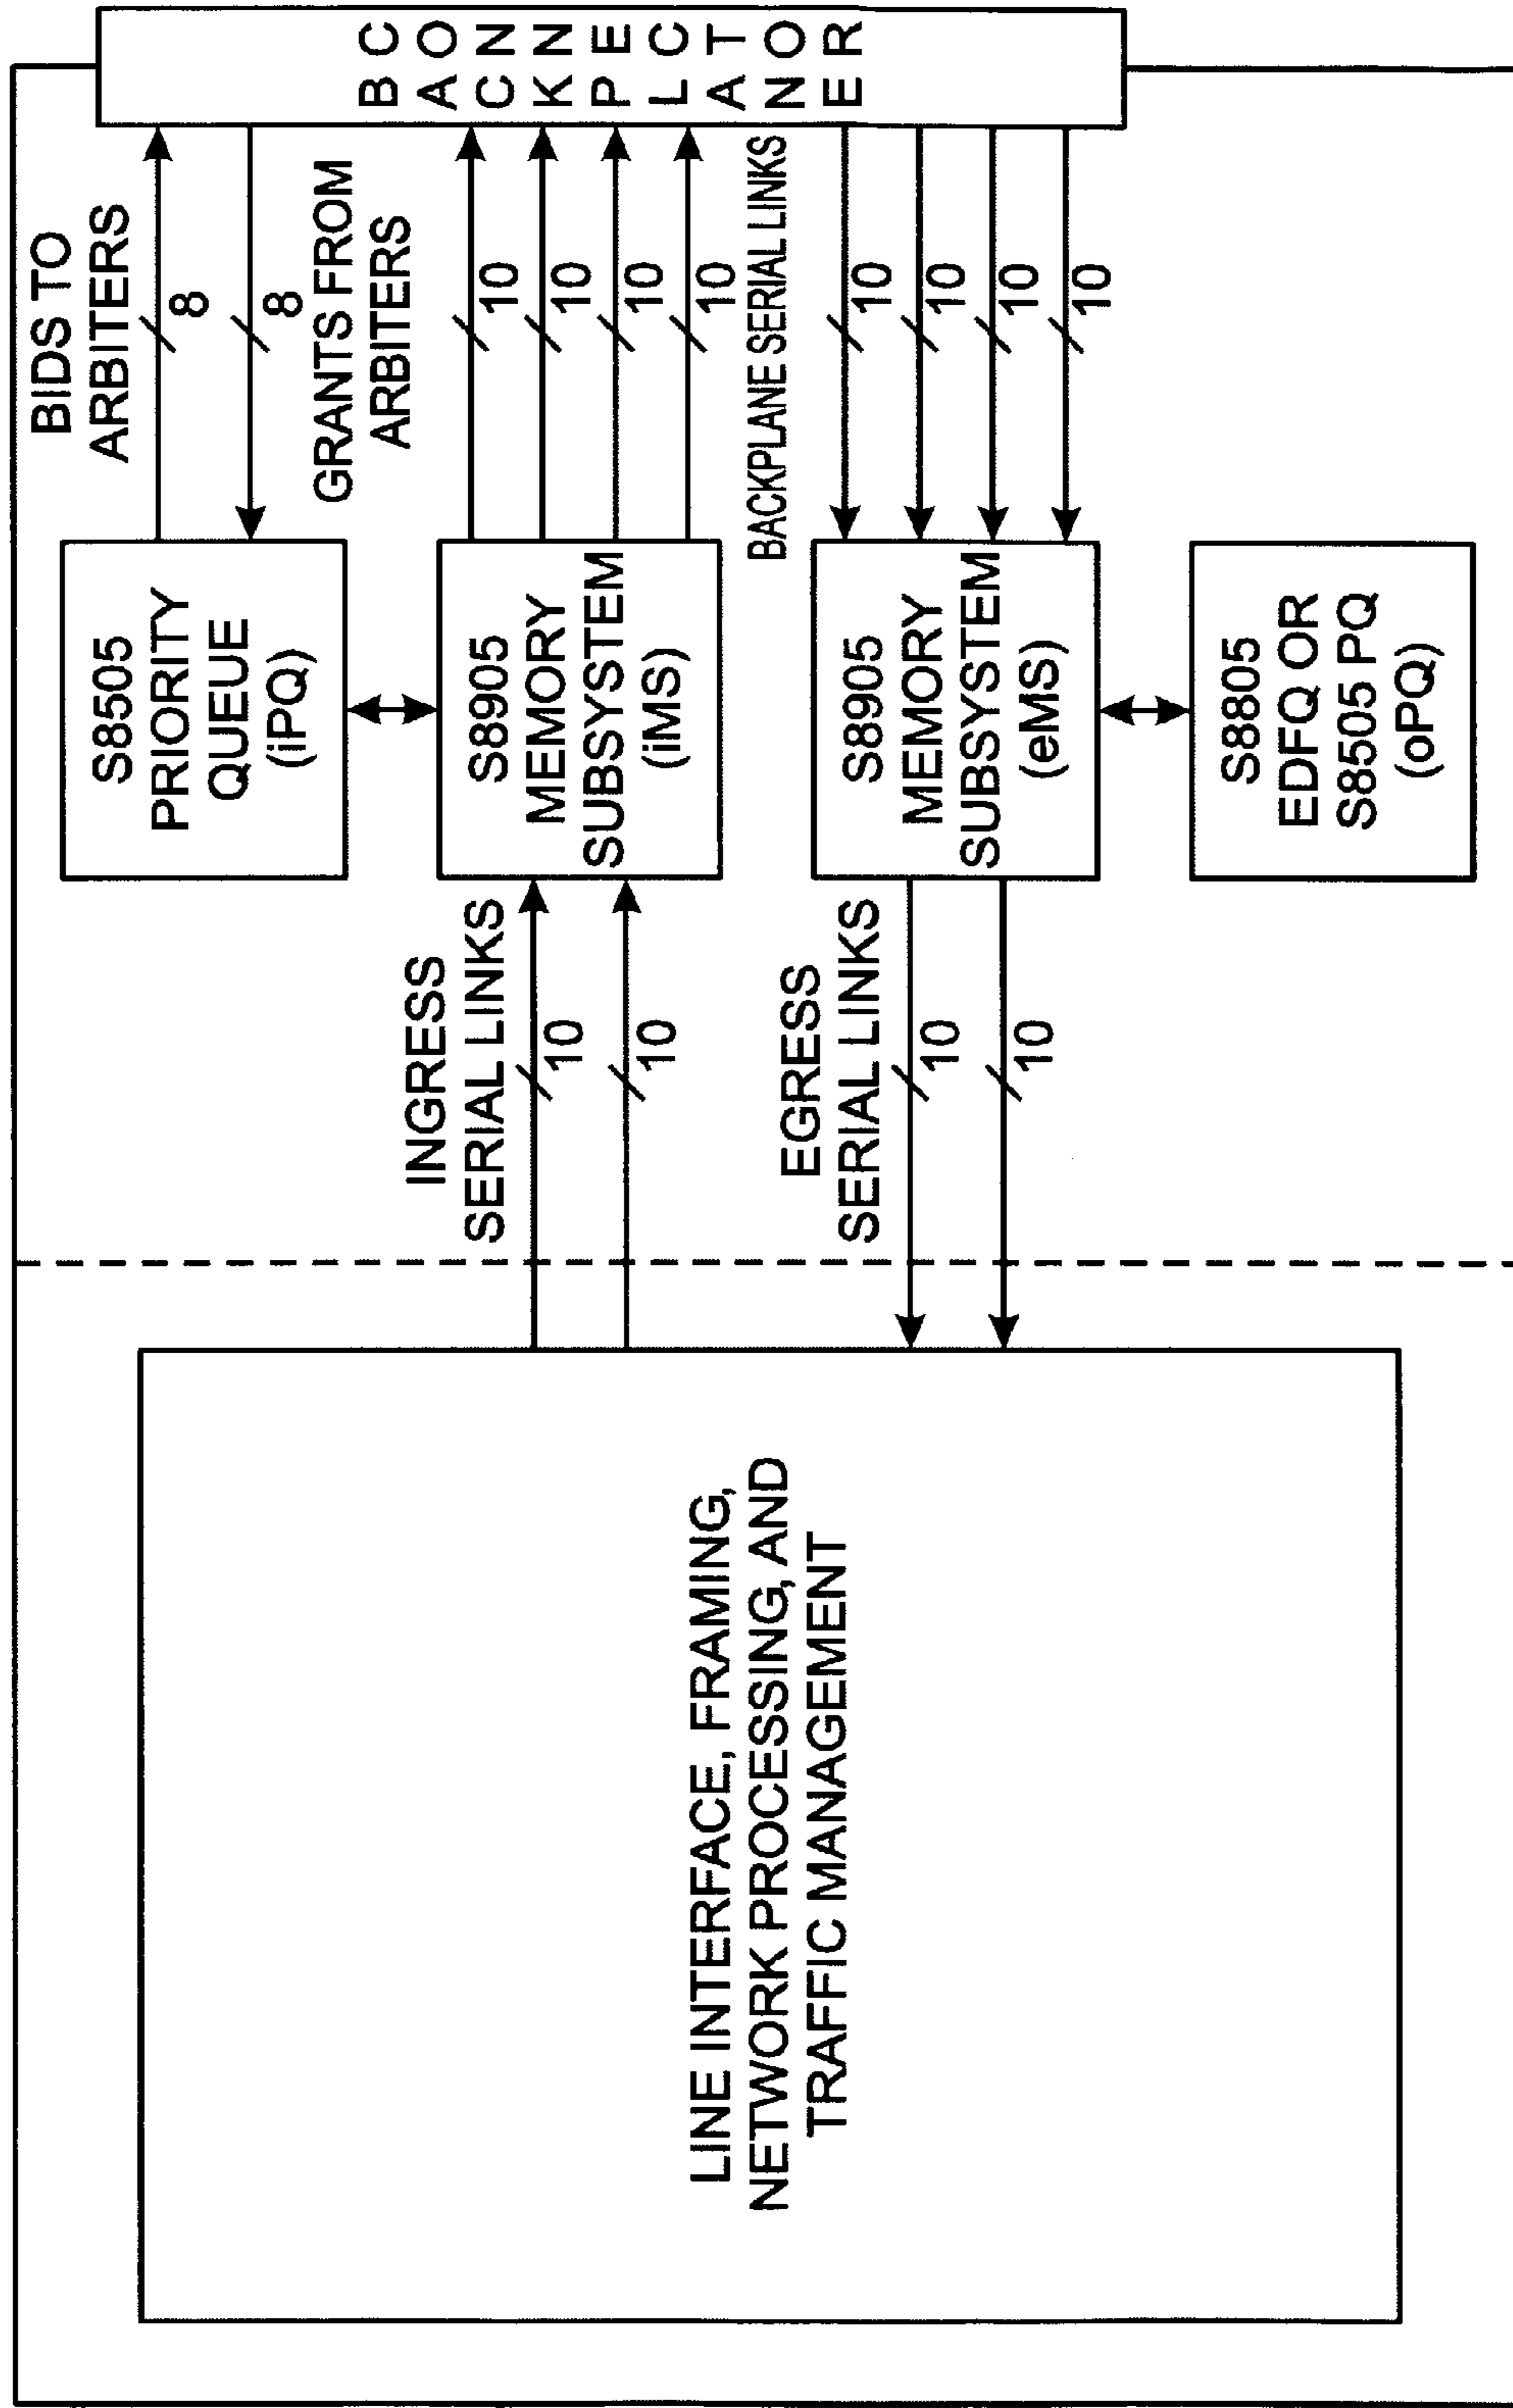 BIDS TO
ARBITERS
8
8
GRANTS FROM
ARBITERS
S8505
PRIORITY
QUEUE
(iPQ)
INGRESS
SERIAL LINKS
10
10
S8905
MEMORY
SUBSYSTEM
(iMS)
10
10
10
10
BACKPLANE SERIAL LINKS
10
10
10
10
EGRESS
SERIAL LINKS
10
10
S8905
MEMORY
SUBSYSTEM
(eMS)
S8805
EDFQ OR
S8505 PQ
(oPQ)
LINE INTERFACE, FRAMING,
NETWORK PROCESSING, AND
TRAFFIC MANAGEMENT
BACKPLANE
CONNECTOR